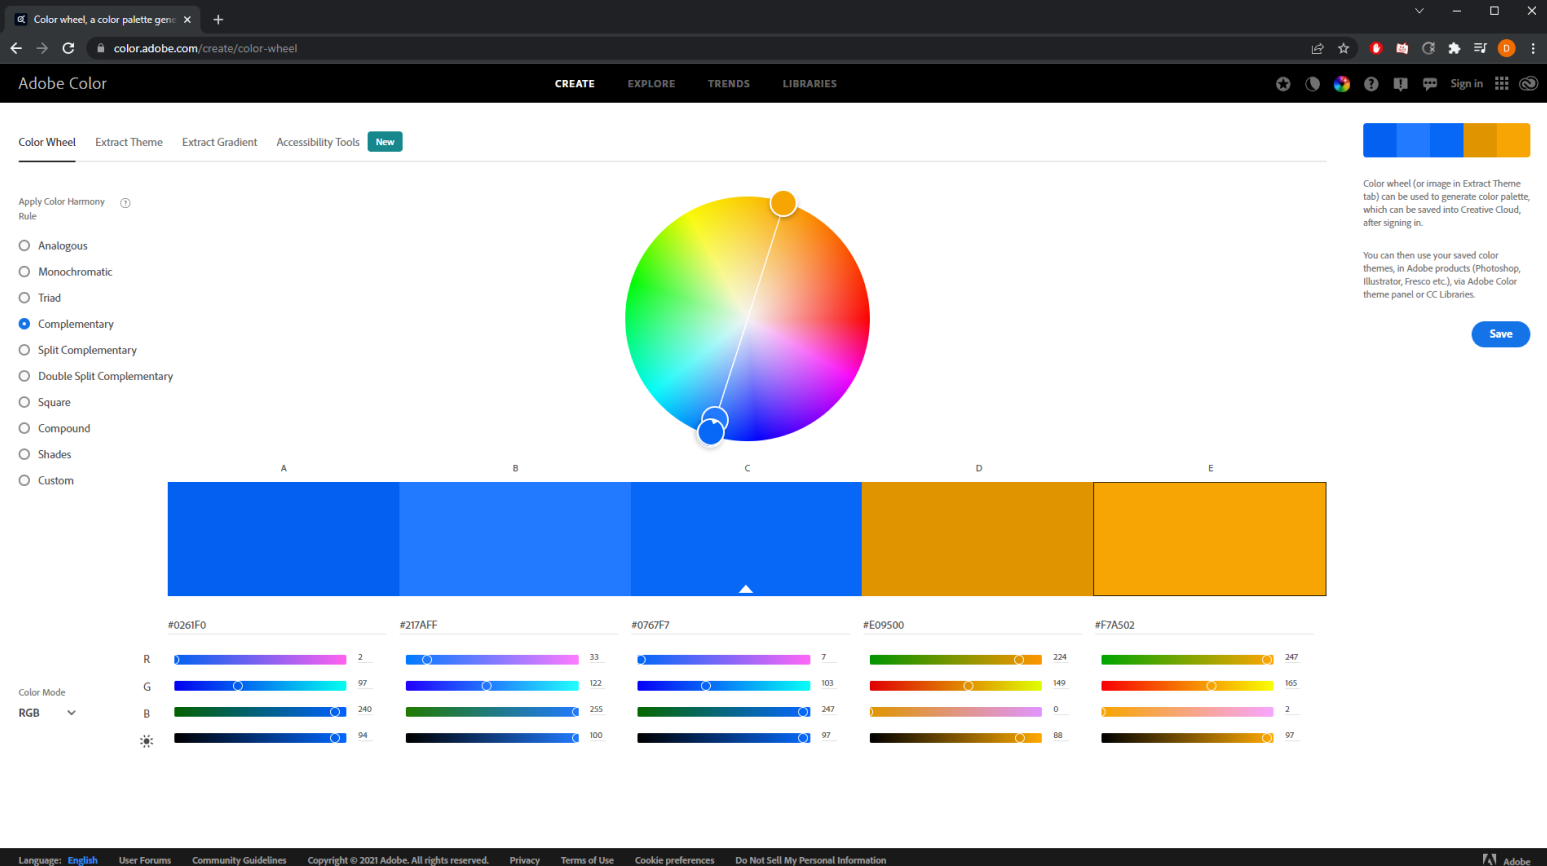 Color wheel, a color palette gene
color.adobe.com/create/color-wheel
D
Adobe Color
CREATE
EXPLORE
TRENDS
LIBRARIES
Sign in
Color Wheel
Extract Theme
Extract Gradient
Accessibility Tools
New
Apply Color Harmony
Rule
Analogous
Monochromatic
Triad
Complementary
Split Complementary
Double Split Complementary
Square
Compound
Shades
Custom
Color wheel (or image in Extract Theme
tab) can be used to generate color palette,
which can be saved into Creative Cloud,
after signing in.
You can then use your saved color
themes, in Adobe products (Photoshop,
Illustrator, Fresco etc.), via Adobe Color
theme panel or CC Libraries.
Save
A B C D E
#0261F0 #217AFF #0767F7 #E09500 #F7A502
R 2 33 7 224 247
G 97 122 103 149 165
B 240 255 247 0 2
94 100 97 88 97
Color Mode
RGB
Language: English User Forums Community Guidelines Copyright © 2021 Adobe. All rights reserved. Privacy Terms of Use Cookie preferences Do Not Sell My Personal Information Adobe